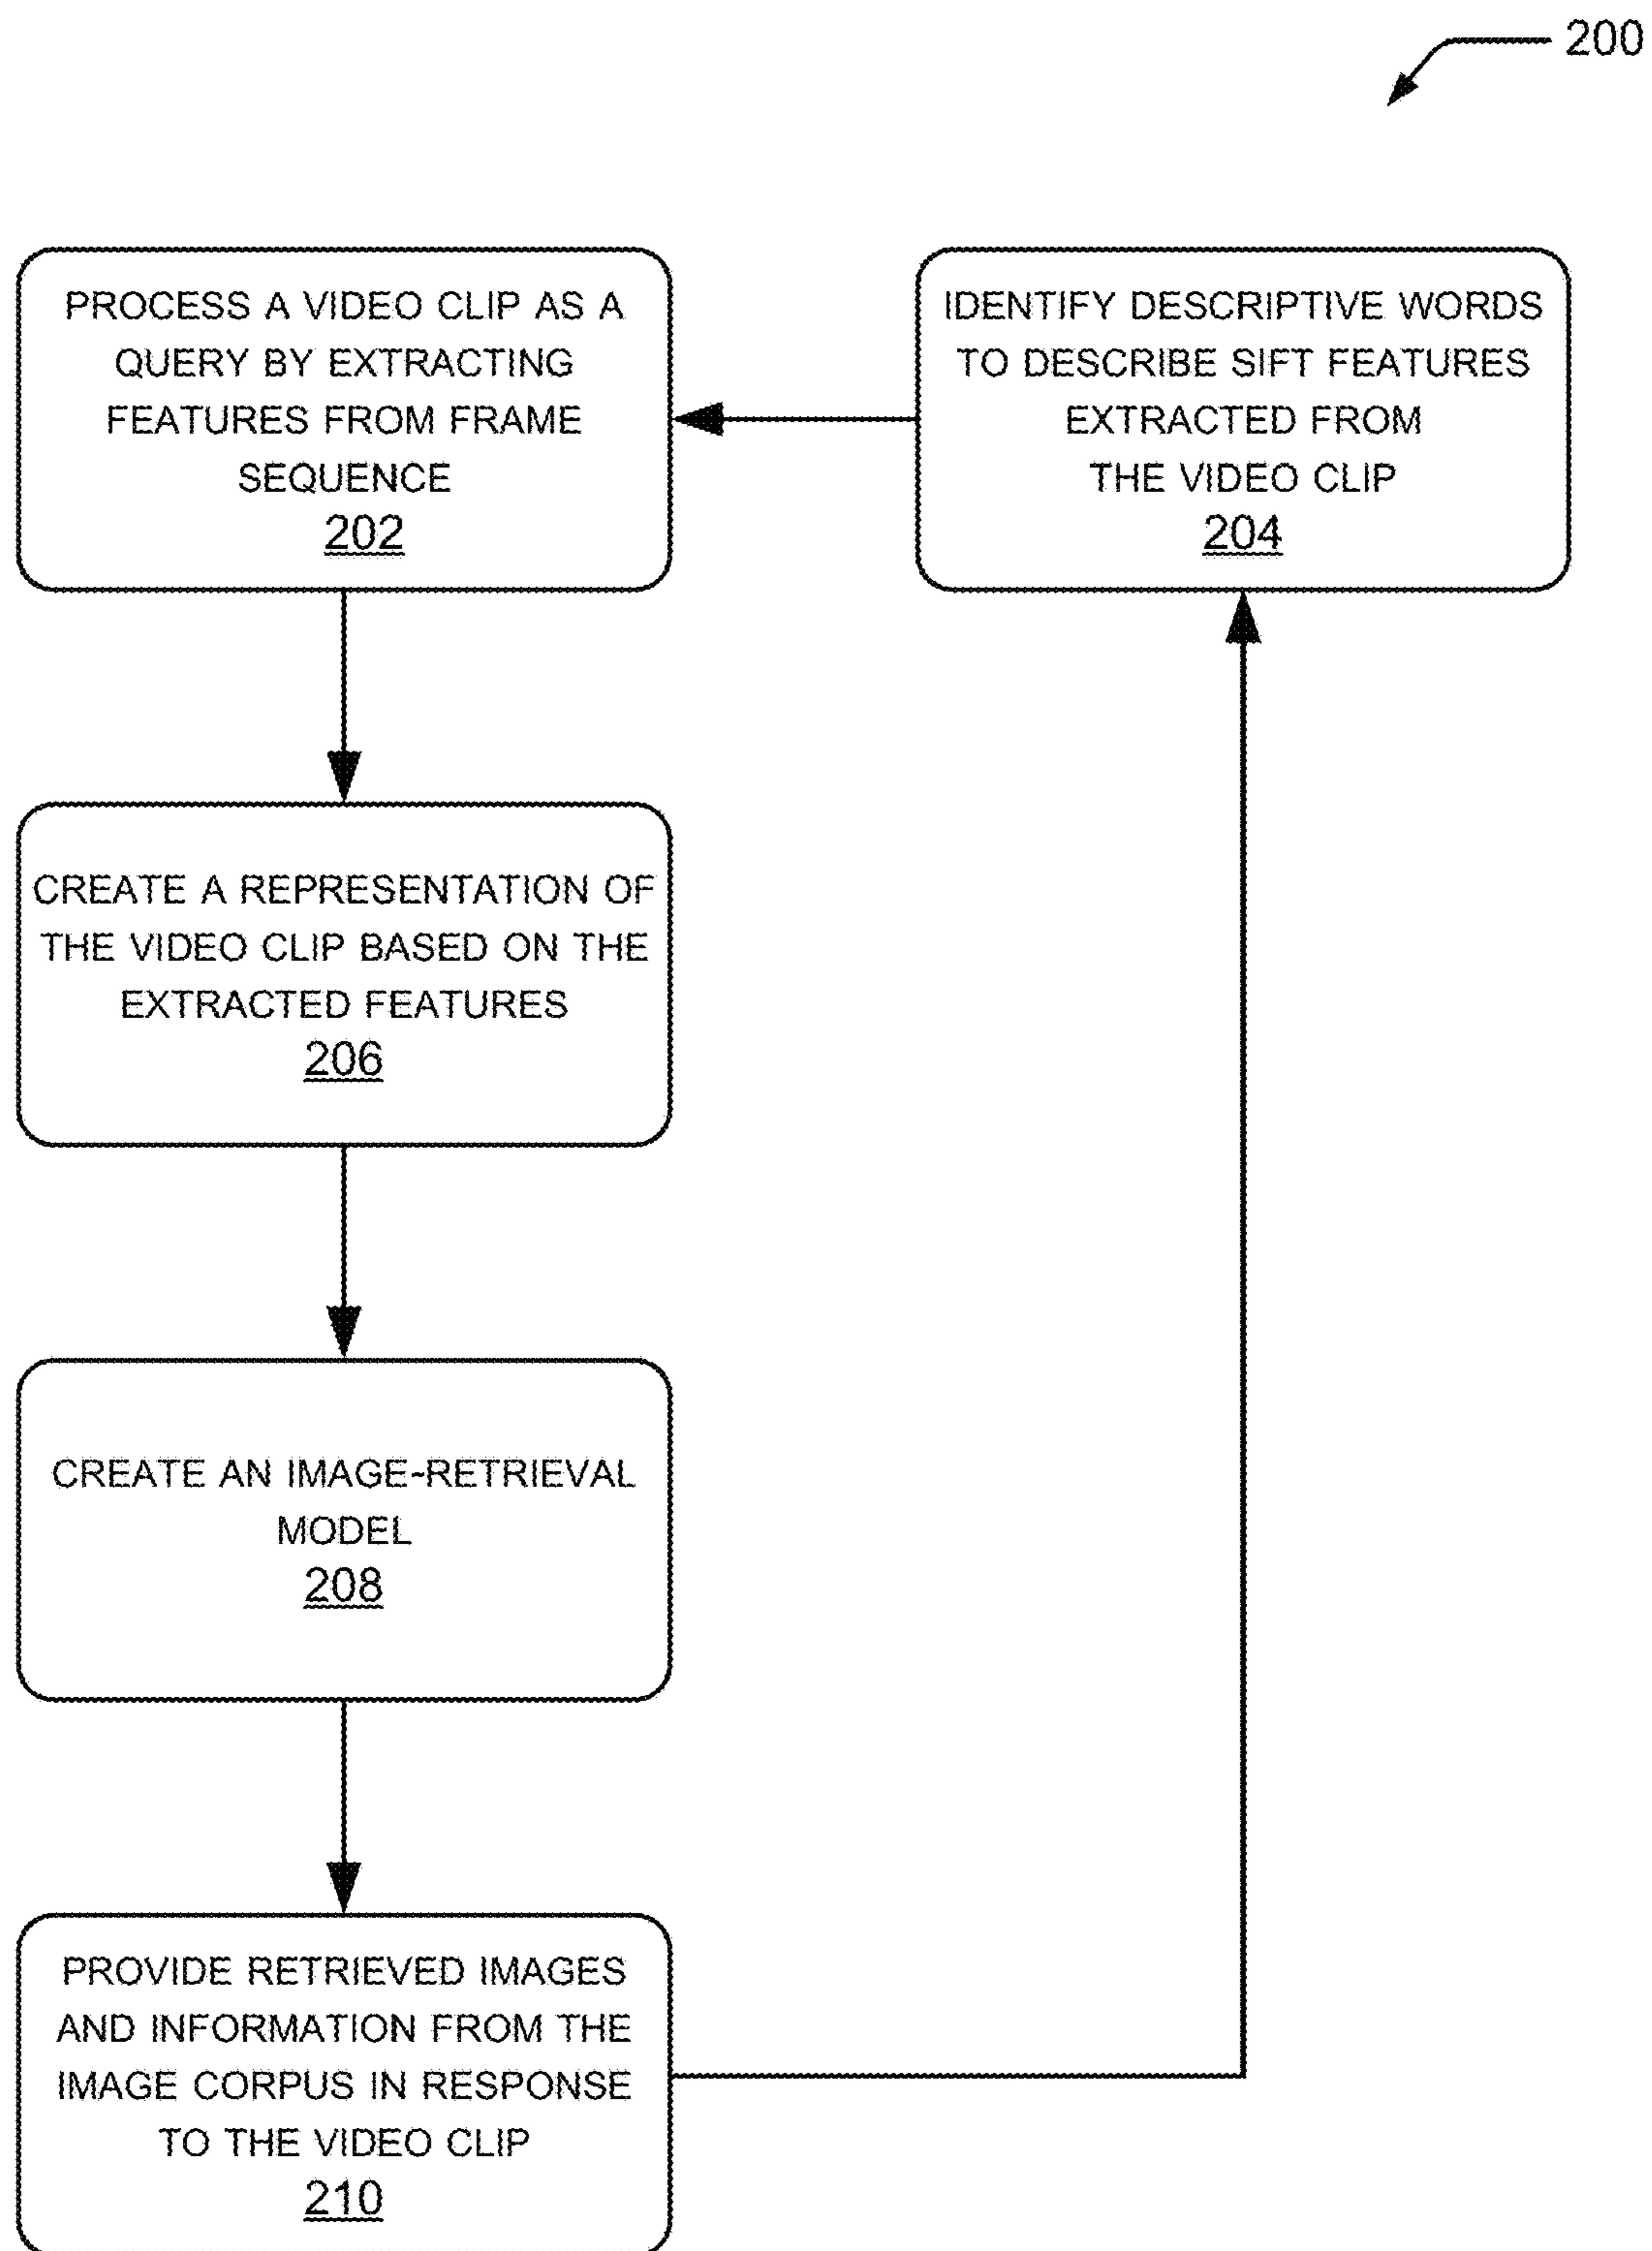 200
PROCESS A VIDEO CLIP AS A
QUERY BY EXTRACTING
FEATURES FROM FRAME
SEQUENCE
202
IDENTIFY DESCRIPTIVE WORDS
TO DESCRIBE SIFT FEATURES
EXTRACTED FROM
THE VIDEO CLIP
204
CREATE A REPRESENTATION OF
THE VIDEO CLIP BASED ON THE
EXTRACTED FEATURES
206
CREATE AN IMAGE-RETRIEVAL
MODEL
208
PROVIDE RETRIEVED IMAGES
AND INFORMATION FROM THE
IMAGE CORPUS IN RESPONSE
TO THE VIDEO CLIP
210